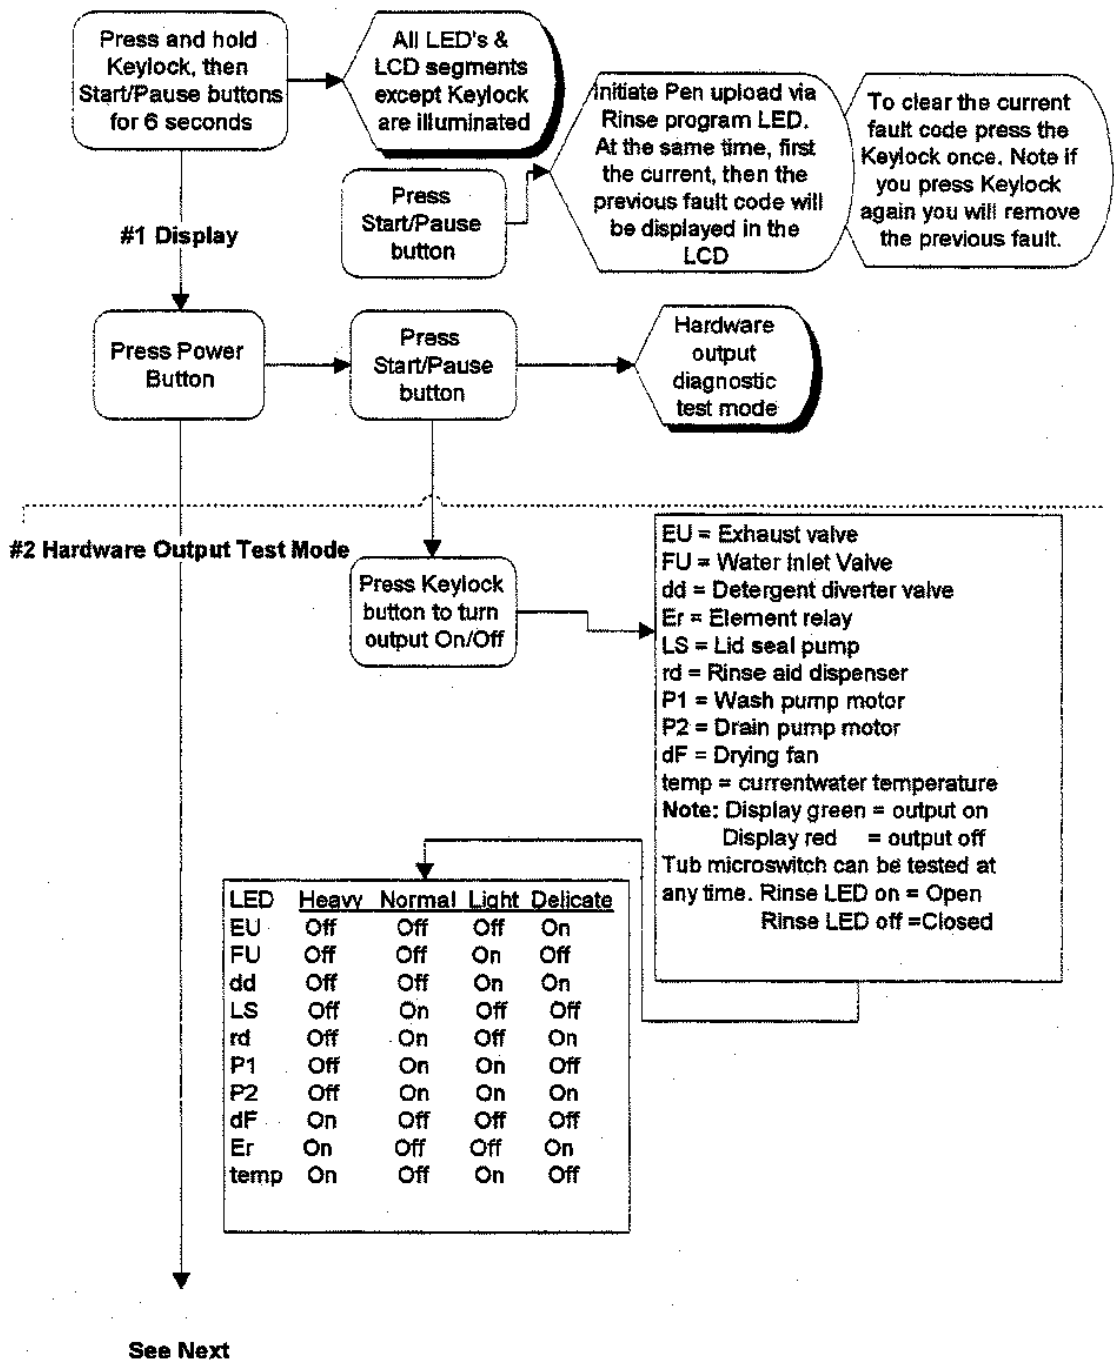 Press and hold
Keylock, then
Start/Pause buttons
for 6 seconds
All LED's &
LCD segments
except Keylock
are illuminated
Press
Start/Pause
button
Initiate Pen upload via
Rinse program LED.
At the same time, first
the current, then the
previous fault code will
be displayed in the
LCD
To clear the current
fault code press the
Keylock once. Note if
you press Keylock
again you will remove
the previous fault.
#1 Display
Press Power
Button
Press
Start/Pause
button
Hardware
output
diagnostic
test mode
#2 Hardware Output Test Mode
Press Keylock
button to turn
output On/Off
EU = Exhaust valve
FU = Water Inlet Valve
dd = Detergent diverter valve
Er = Element relay
LS = Lid seal pump
rd = Rinse aid dispenser
P1 = Wash pump motor
P2 = Drain pump motor
dF = Drying fan
temp = currentwater temperature
Note: Display green = output on
Display red = output off
Tub microswitch can be tested at
any time. Rinse LED on = Open
Rinse LED off =Closed
LED Heavy Normal Light Delicate
EU Off Off Off On
FU Off Off On Off
dd Off Off On On
LS Off On Off Off
rd Off On Off On
P1 Off On On Off
P2 Off On On On
dF On Off Off Off
Er On Off Off On
temp On Off On Off
See Next